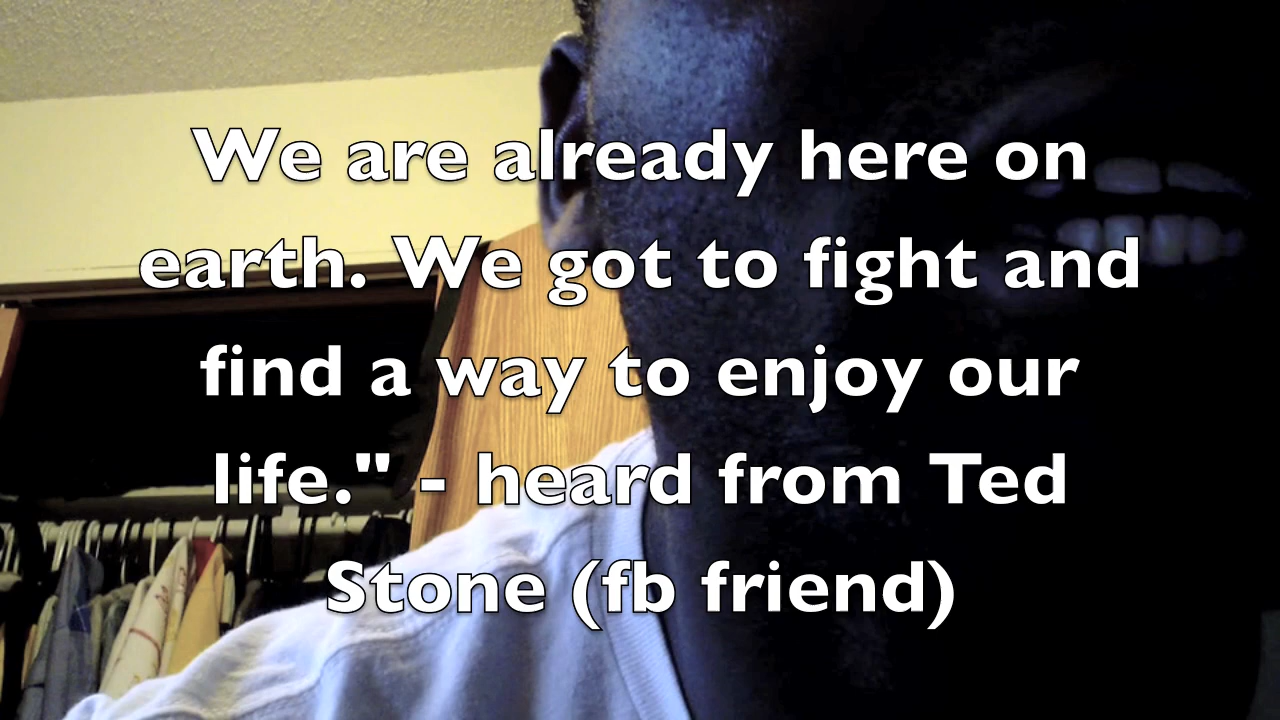 We are already here on
earth. We got to fight and
find a way to enjoy our
life." - heard from Ted
Stone (fb friend)